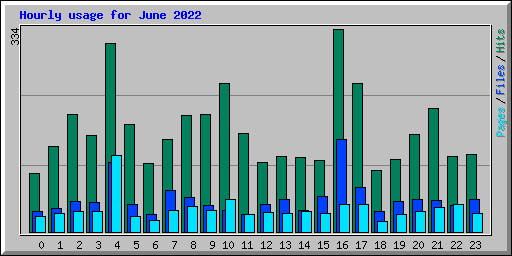 Hourly usage for June 2022
334
Pages / Files / Hits
0 1 2 3 4 5 6 7 8 9 10 11 12 13 14 15 16 17 18 19 20 21 22 23